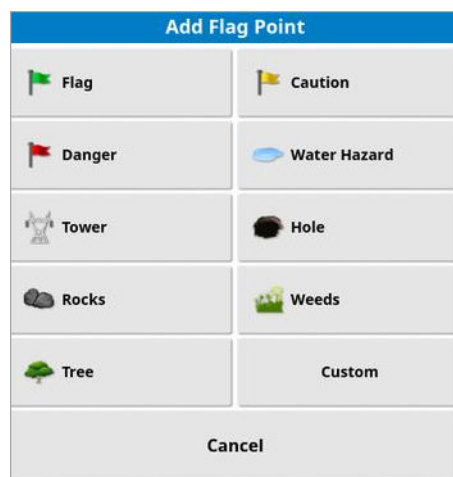 Add Flag Point
Flag
Caution
Danger
Water Hazard
Tower
Hole
Rocks
Weeds
Tree
Custom
Cancel